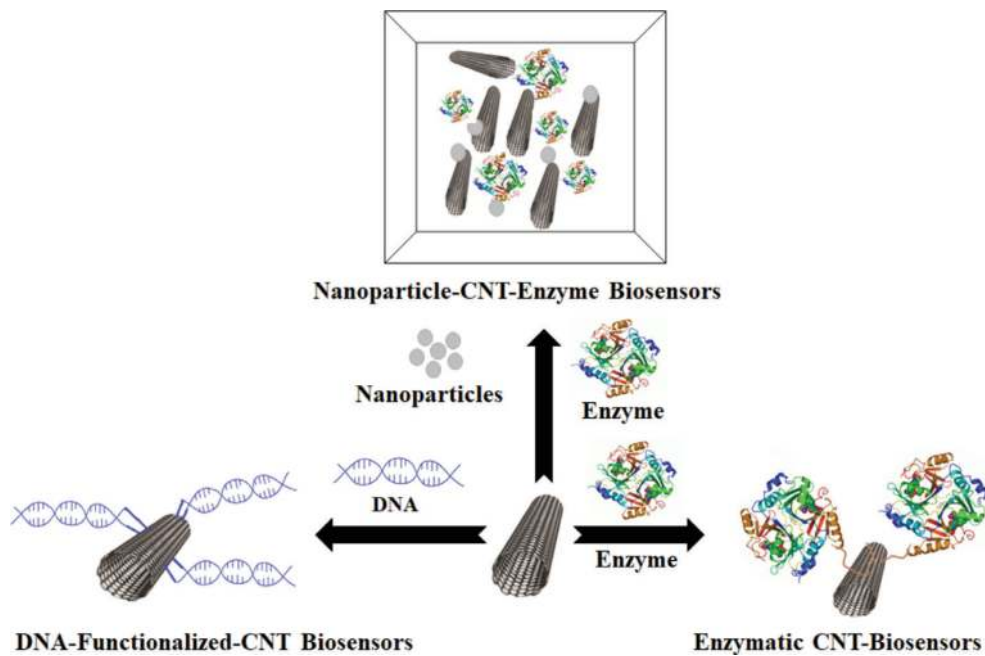 Nanoparticle-CNT-Enzyme Biosensors
Nanoparticles
Enzyme
DNA
Enzyme
DNA-Functionalized-CNT Biosensors
Enzymatic CNT-Biosensors